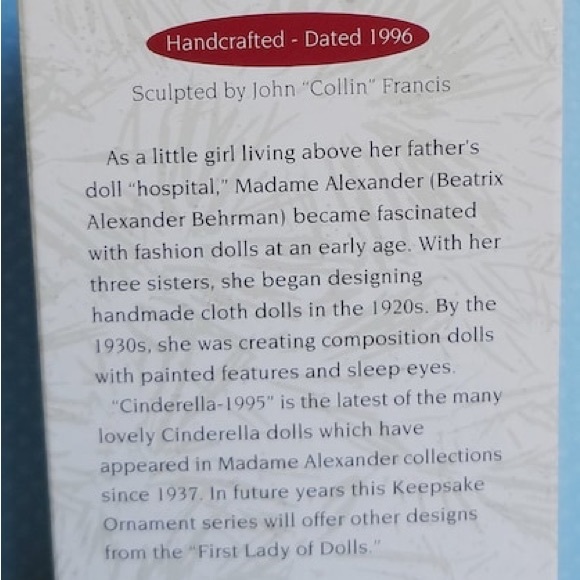 Handcrafted - Dated 1996
Sculpted by John “Collin” Francis
As a little girl living above her father's
doll “hospital,” Madame Alexander (Beatrix
Alexander Behrman) became fascinated
with fashion dolls at an early age. With her
three sisters, she began designing
handmade cloth dolls in the 1920s. By the
1930s, she was creating composition dolls
with painted features and sleep eyes.
“Cinderella-1995” is the latest of the many
lovely Cinderella dolls which have
appeared in Madame Alexander collections
since 1937. In future years this Keepsake
Ornament series will offer other designs
from the “First Lady of Dolls.”